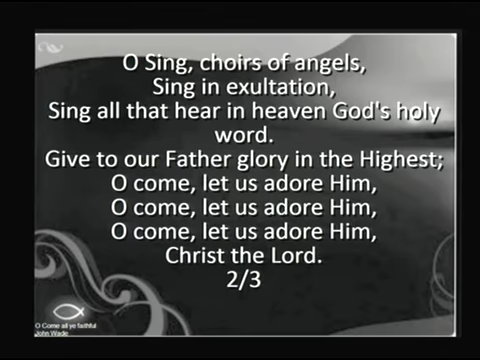 O Sing, choirs of angels,
Sing in exultation,
Sing all that hear in heaven God's holy
word.
Give to our Father glory in the Highest;
O come, let us adore Him,
O come, let us adore Him,
O come, let us adore Him,
Christ the Lord.
2/3
O Come all ye faithful
John Wade